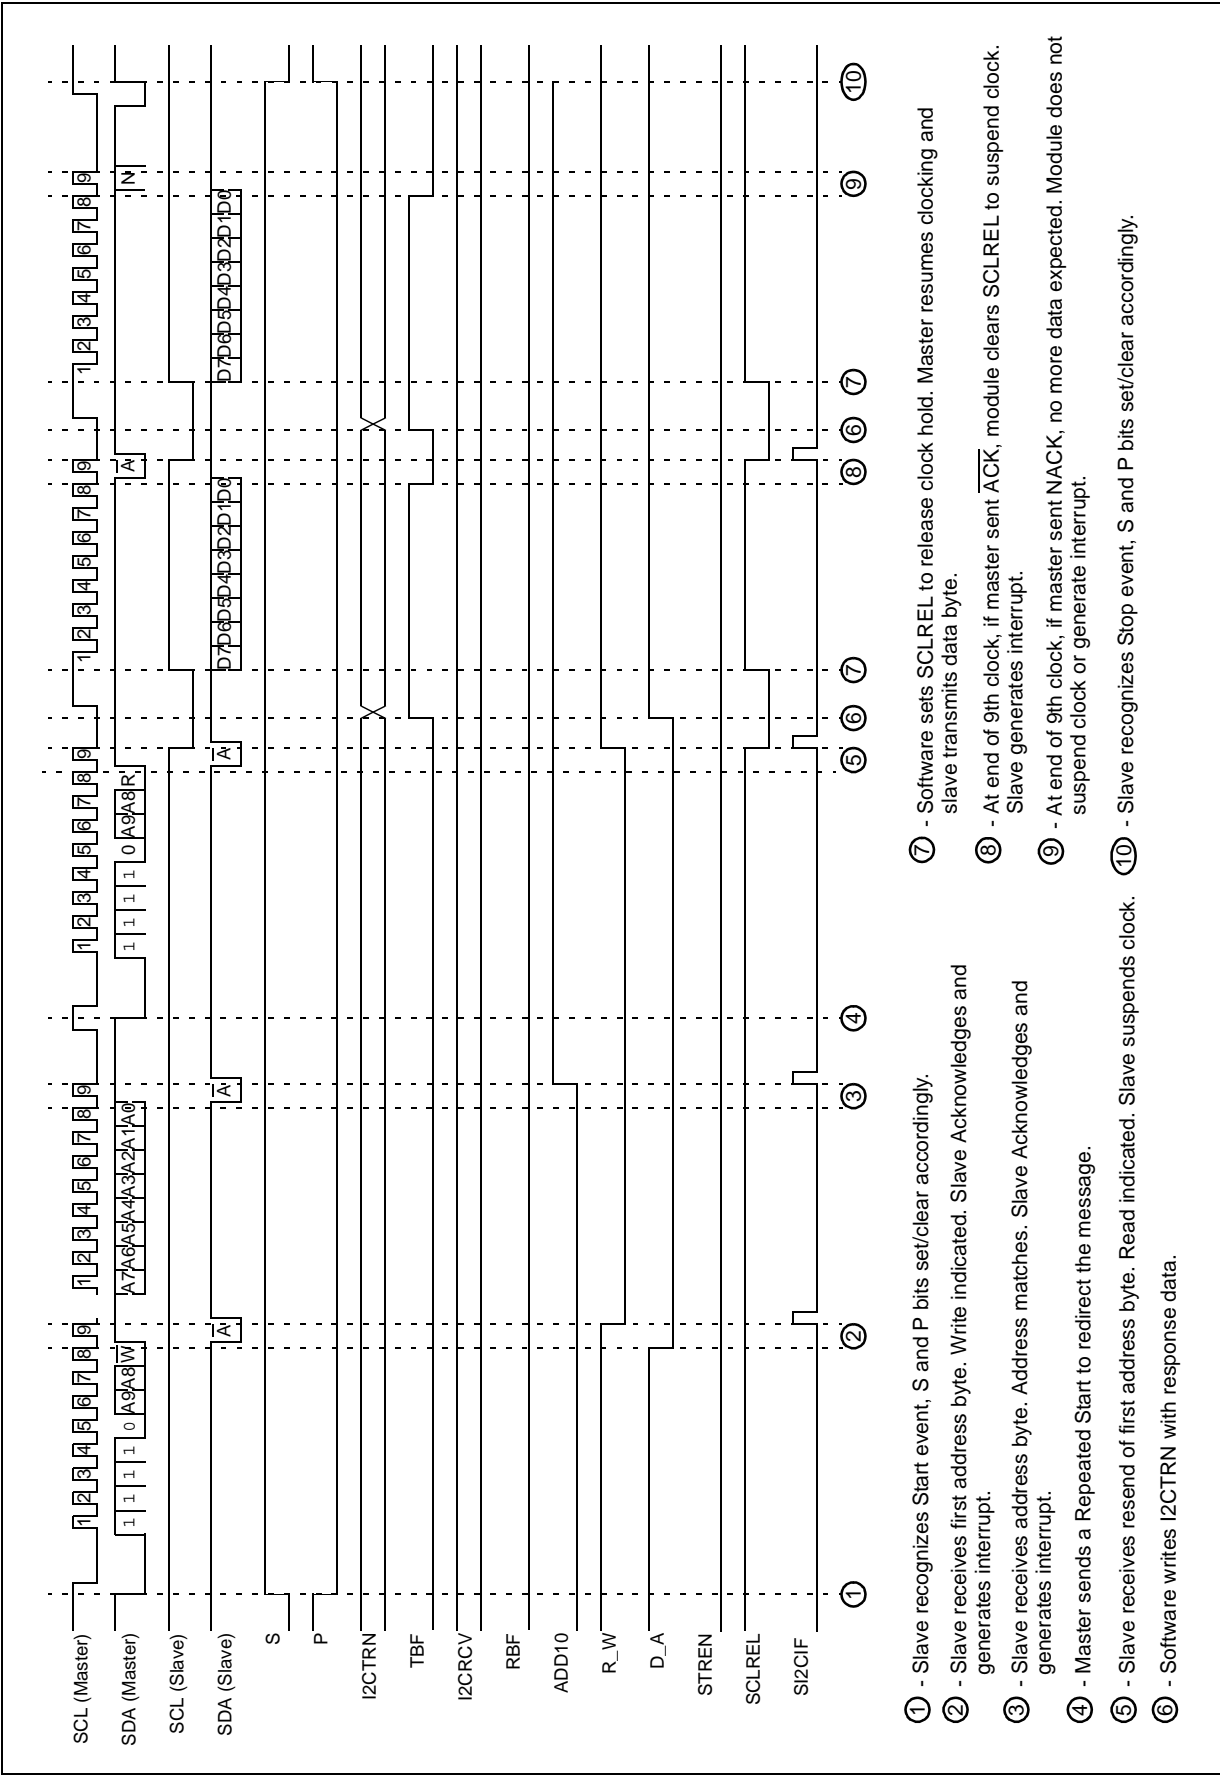 SCL (Master)
1 2 3 4 5 6 7 8 9 1 2 3 4 5 6 7 8 9 1 2 3 4 5 6 7 8 9 1 2 3 4 5 6 7 8 9 1 2 3 4 5 6 7 8 9
SDA (Master)
1 1 1 1 0 A9 A8 W̅ A7 A6 A5 A4 A3 A2 A1 A0 1 1 1 1 0 A9 A8 R A̅ N
SCL (Slave)
SDA (Slave)
A̅ A̅ A̅ D7 D6 D5 D4 D3 D2 D1 D0 D7 D6 D5 D4 D3 D2 D1 D0
S
P
I2CTRN
TBF
I2CRCV
RBF
ADD10
R_W
D_A
STREN
SCLREL
SI2CIF
1 2 3 4 5 6 7 8 6 7 9 10
1 - Slave recognizes Start event, S and P bits set/clear accordingly.
2 - Slave receives first address byte. Write indicated. Slave Acknowledges and
generates interrupt.
3 - Slave receives address byte. Address matches. Slave Acknowledges and
generates interrupt.
4 - Master sends a Repeated Start to redirect the message.
5 - Slave receives resend of first address byte. Read indicated. Slave suspends clock.
6 - Software writes I2CTRN with response data.
7 - Software sets SCLREL to release clock hold. Master resumes clocking and
slave transmits data byte.
8 - At end of 9th clock, if master sent A̅C̅K̅, module clears SCLREL to suspend clock.
Slave generates interrupt.
9 - At end of 9th clock, if master sent NACK, no more data expected. Module does not
suspend clock or generate interrupt.
10 - Slave recognizes Stop event, S and P bits set/clear accordingly.